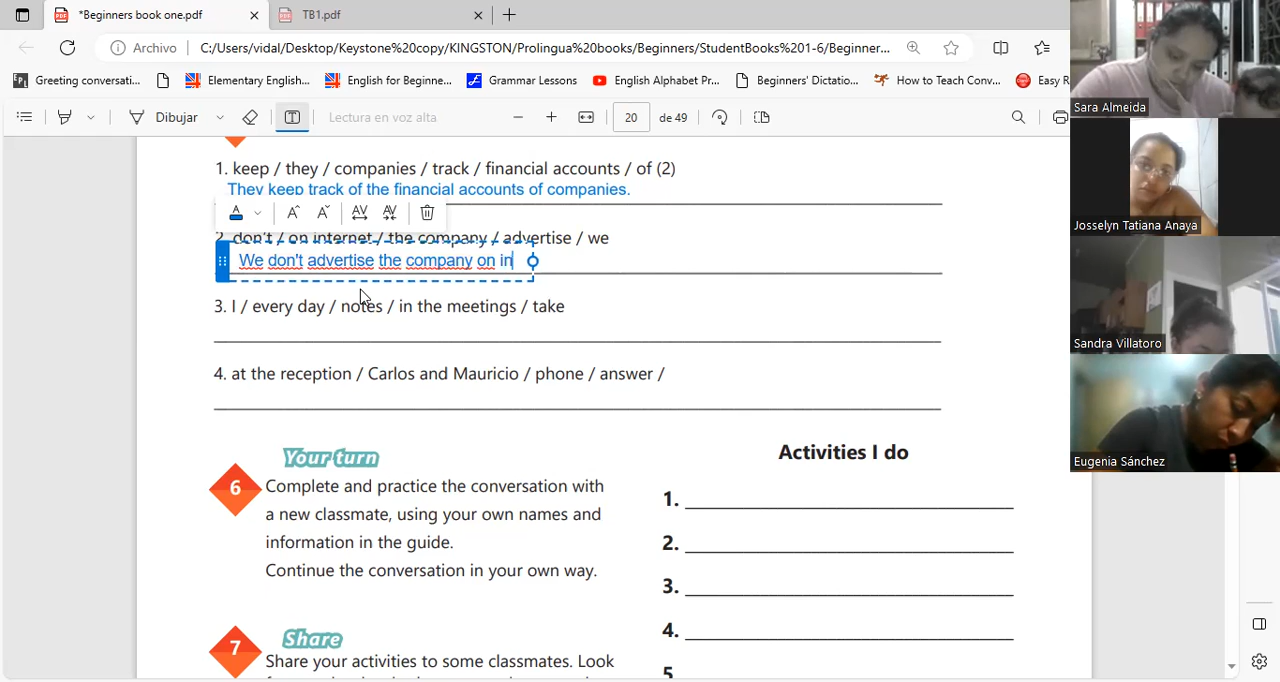 *Beginners book one.pdf
TB1.pdf
Archivo
C:/Users/vidal/Desktop/Keystone%20copy/KINGSTON/Prolingua%20books/Beginners/StudentBooks%201-6/Beginner...
Greeting conversati...
Elementary English...
English for Beginne...
Grammar Lessons
English Alphabet Pr...
Beginners' Dictatio...
How to Teach Conv...
Easy R
Dibujar
Lectura en voz alta
20
de 49
1. keep / they / companies / track / financial accounts / of (2)
They keep track of the financial accounts of companies.
2. don't / on internet / the company / advertise / we
We don't advertise the company on in
3. I / every day / notes / in the meetings / take
4. at the reception / Carlos and Mauricio / phone / answer /
Your turn
6
Complete and practice the conversation with
a new classmate, using your own names and
information in the guide.
Continue the conversation in your own way.
Activities I do
1.
2.
3.
4.
5
Share
7
Share your activities to some classmates. Look
Sara Almeida
Josselyn Tatiana Anaya
Sandra Villatoro
Eugenia Sánchez